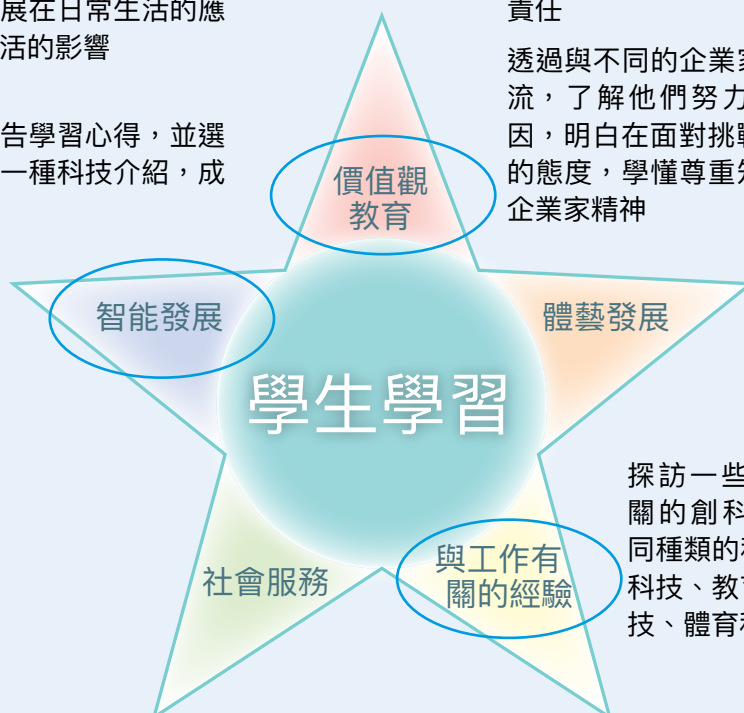 展在日常生活的應
活的影響
告學習心得，並選
一種科技介紹，成
責任
透過與不同的企業家
流，了解他們努力
因，明白在面對挑戰
的態度，學懂尊重
企業家精神
價值觀
教育
智能發展
體藝發展
學生學習
社會服務
與工作有
關的經驗
探訪一些
關的創科
同種類的
科技、教
技、體育